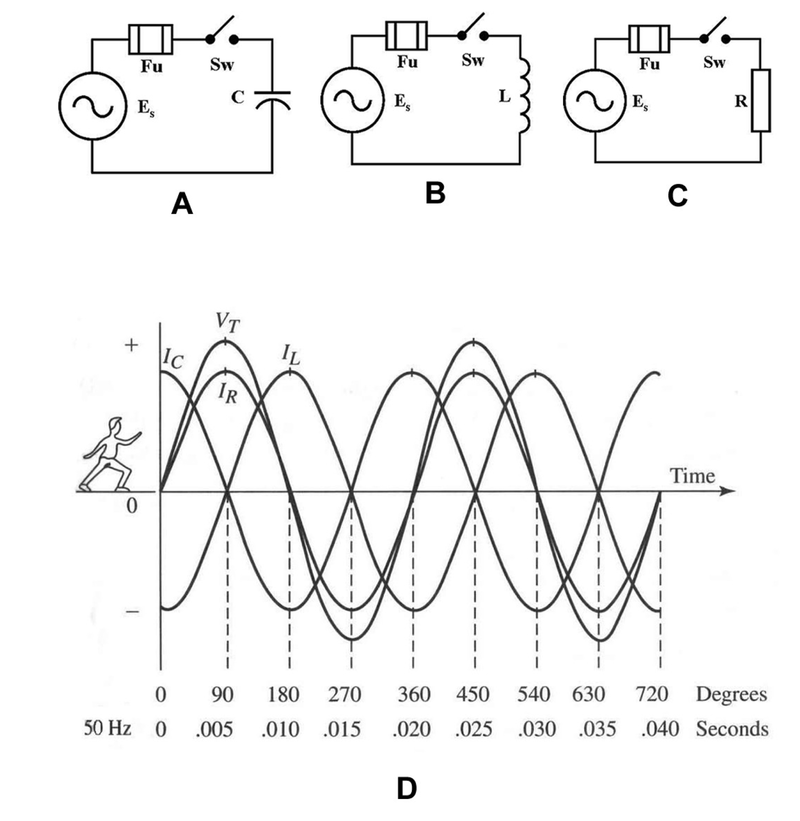 Fu Sw
E_s C
A
Fu Sw
E_s L
B
Fu Sw
E_s R
C
V_T
+
I_C I_L
I_R
Time
0
−
0 90 180 270 360 450 540 630 720 Degrees
50 Hz 0 .005 .010 .015 .020 .025 .030 .035 .040 Seconds
D